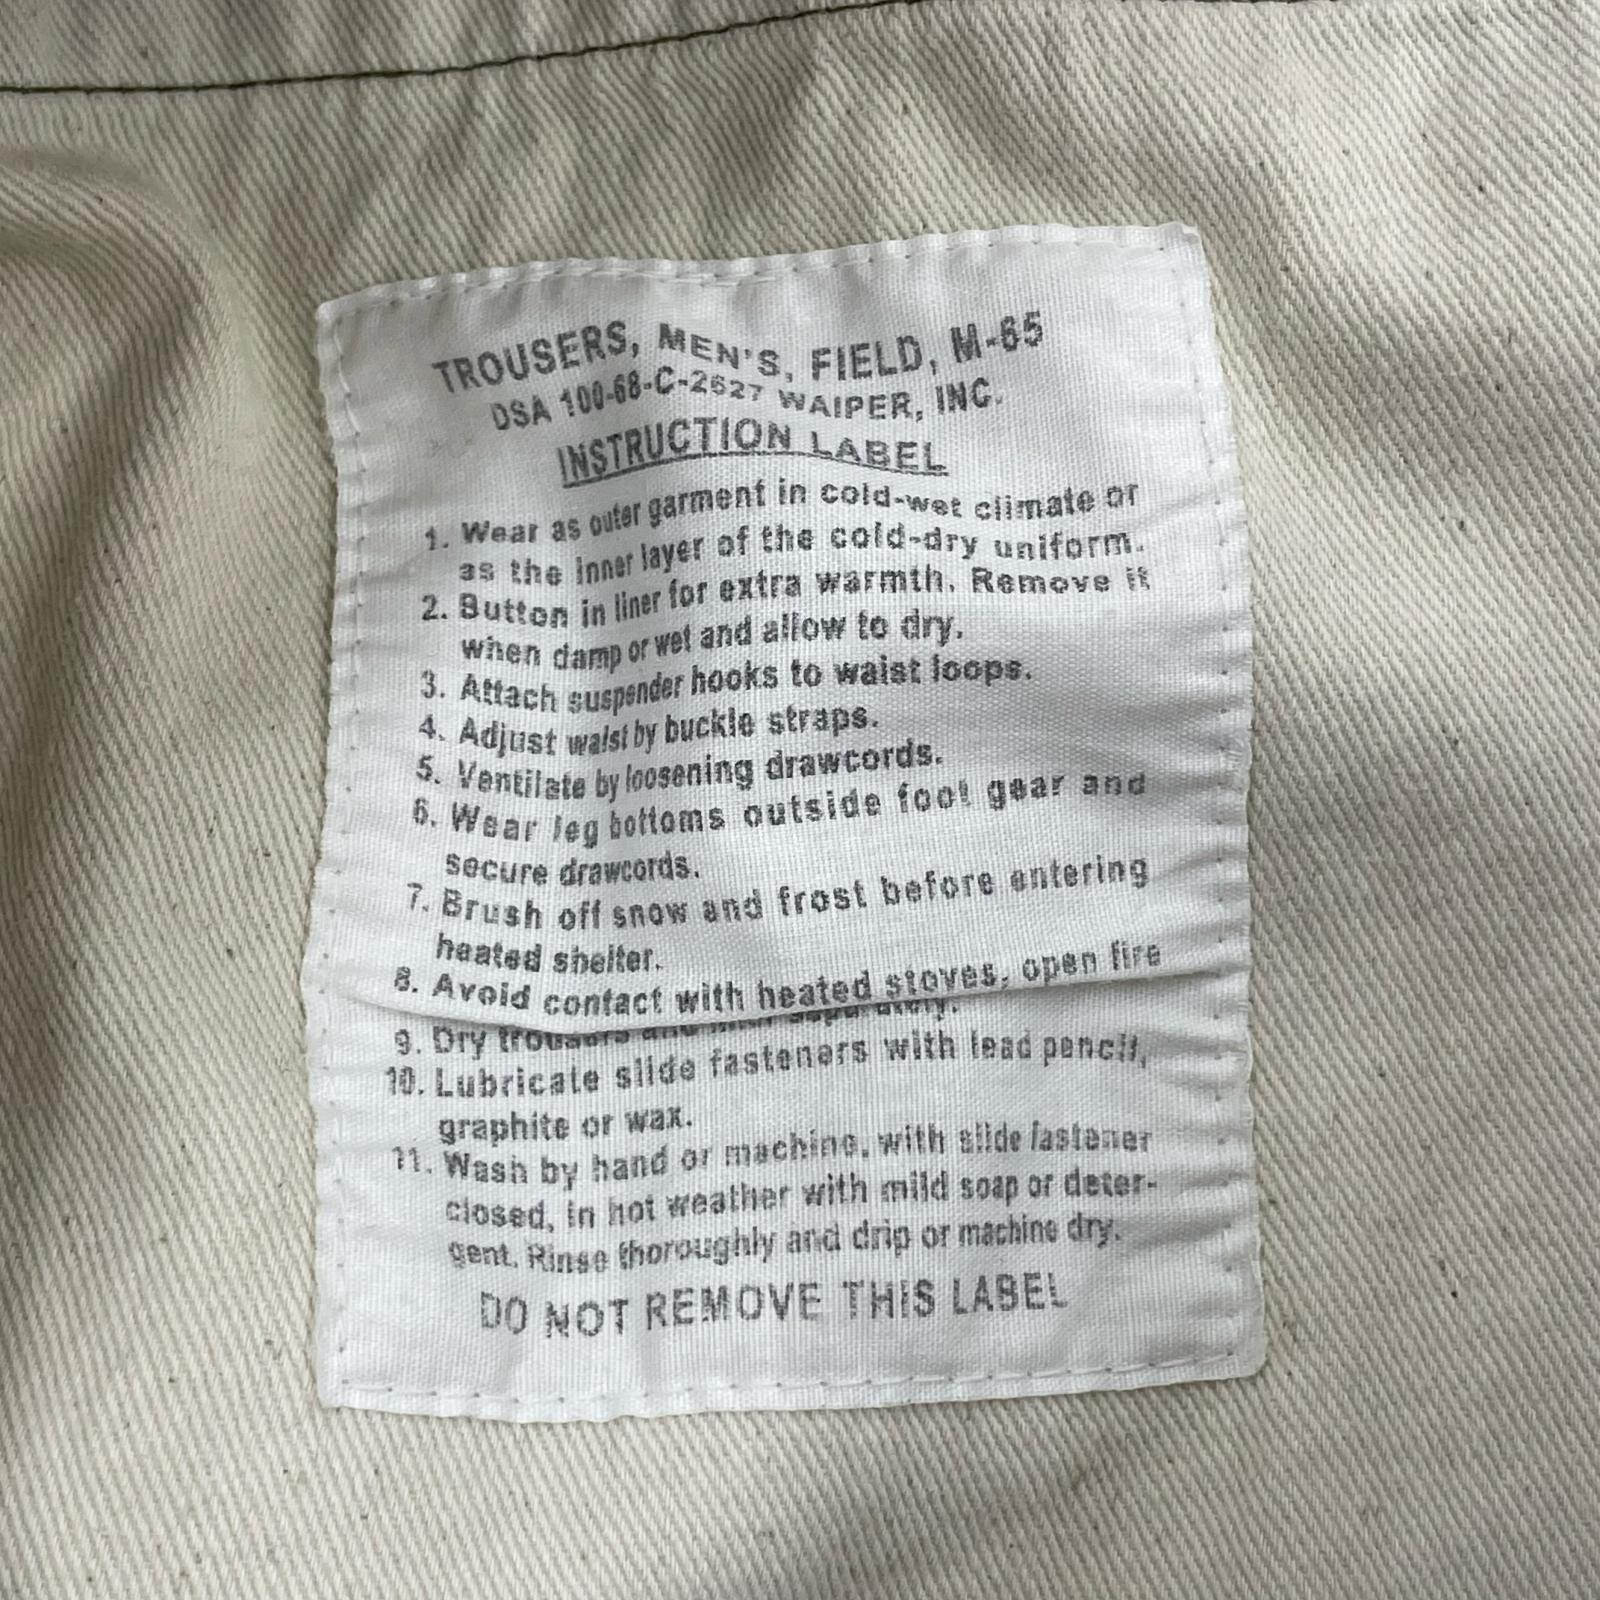 TROUSERS, MEN'S, FIELD, M-65
DSA 100-68-C-2627 WAIPER, INC.
INSTRUCTION LABEL
1. Wear as outer garment in cold-wet climate or
as the inner layer of the cold-dry uniform.
2. Button in liner for extra warmth. Remove it
when damp or wet and allow to dry.
3. Attach suspender hooks to waist loops.
4. Adjust waist by buckle straps.
5. Ventilate by loosening drawcords.
6. Wear leg bottoms outside foot gear and
secure drawcords.
7. Brush off snow and frost before entering
heated shelter.
8. Avoid contact with heated stoves, open fire
9. Dry trousers and liner separately.
10. Lubricate slide fasteners with lead pencil,
graphite or wax.
11. Wash by hand or machine, with slide fastener
closed, in hot weather with mild soap or deter-
gent. Rinse thoroughly and drip or machine dry.
DO NOT REMOVE THIS LABEL